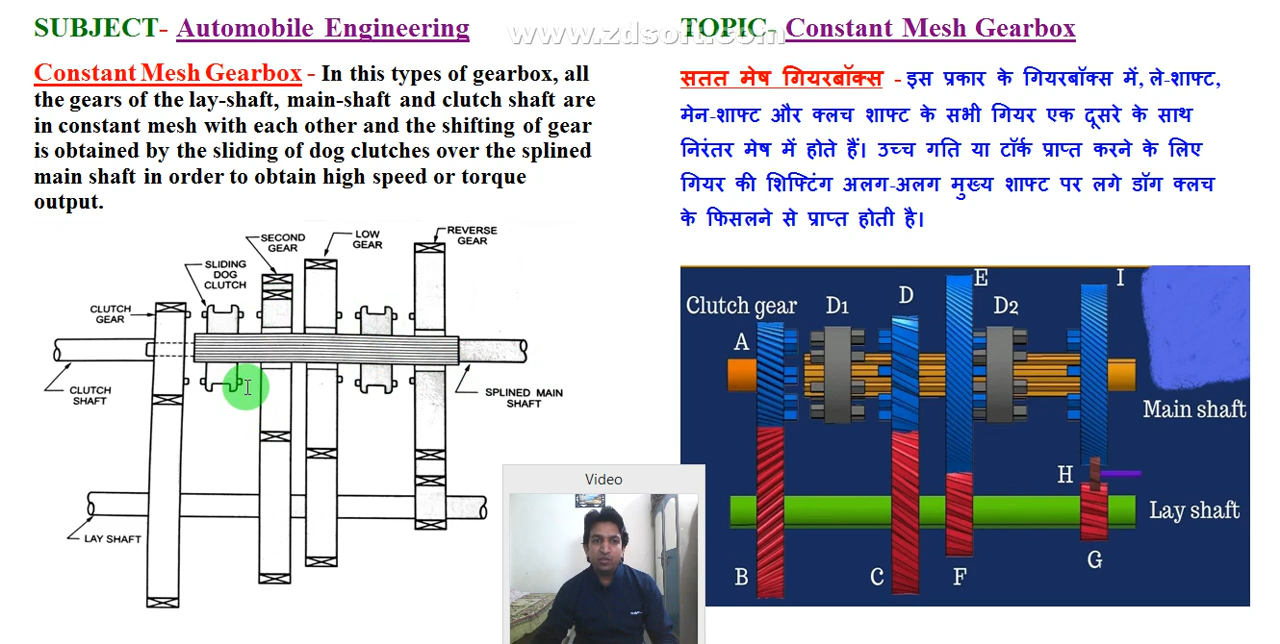 SUBJECT- Automobile Engineering
www.zdsoft.com
TOPIC- Constant Mesh Gearbox
Constant Mesh Gearbox - In this types of gearbox, all
the gears of the lay-shaft, main-shaft and clutch shaft are
in constant mesh with each other and the shifting of gear
is obtained by the sliding of dog clutches over the splined
main shaft in order to obtain high speed or torque
output.
सतत मेष गियरबॉक्स - इस प्रकार के गियरबॉक्स में, ले-शाफ्ट,
मेन-शाफ्ट और क्लच शाफ्ट के सभी गियर एक दूसरे के साथ
निरंतर मेष में होते हैं। उच्च गति या टॉर्क प्राप्त करने के लिए
गियर की शिफ्टिंग अलग-अलग मुख्य शाफ्ट पर लगे डॉग क्लच
के फिसलने से प्राप्त होती है।
REVERSE
GEAR
LOW
GEAR
SECOND
GEAR
SLIDING
DOG
CLUTCH
CLUTCH
GEAR
CLUTCH
SHAFT
SPLINED MAIN
SHAFT
LAY SHAFT
Video
Clutch gear
D1
D
E
D2
I
A
Main shaft
H
Lay shaft
B
C
F
G